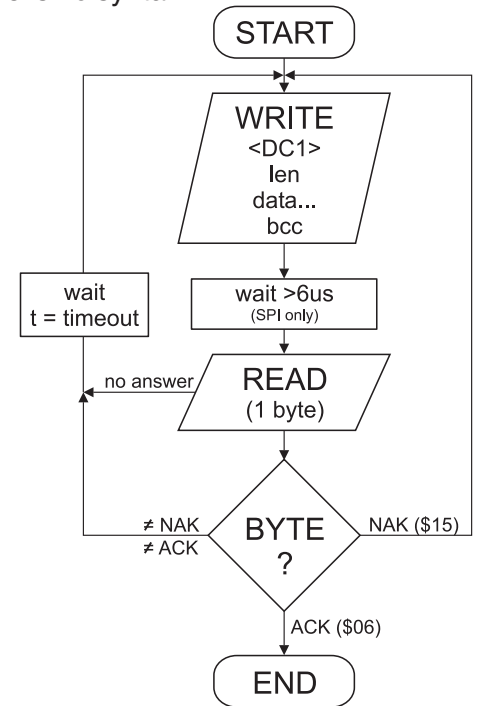 START
WRITE
<DC1>
len
data...
bcc
wait
t = timeout
wait >6us
(SPI only)
no answer
READ
(1 byte)
≠ NAK
≠ ACK
BYTE
?
NAK ($15)
ACK ($06)
END